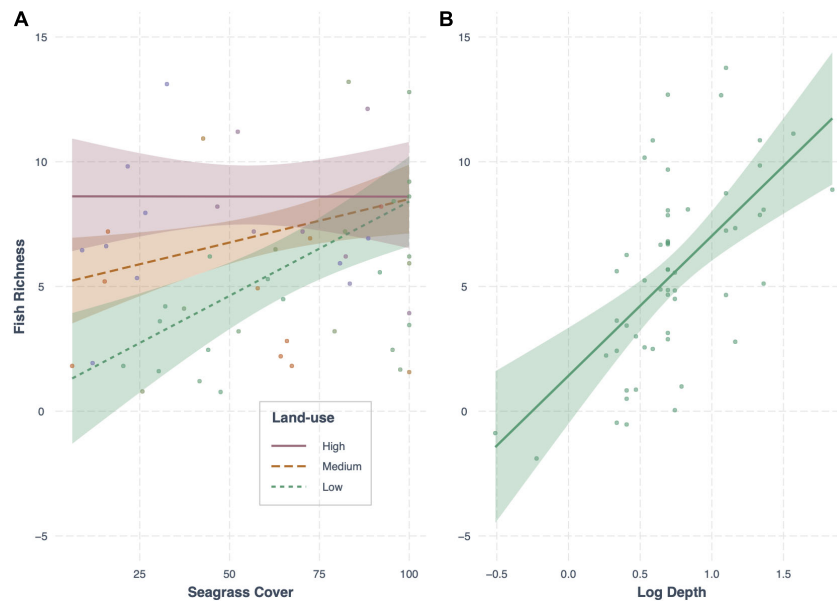 A
B
15
10
5
0
−5
Fish Richness
Land-use
High
Medium
Low
25
50
75
100
Seagrass Cover
15
10
5
0
−5
−0.5
0.0
0.5
1.0
1.5
Log Depth